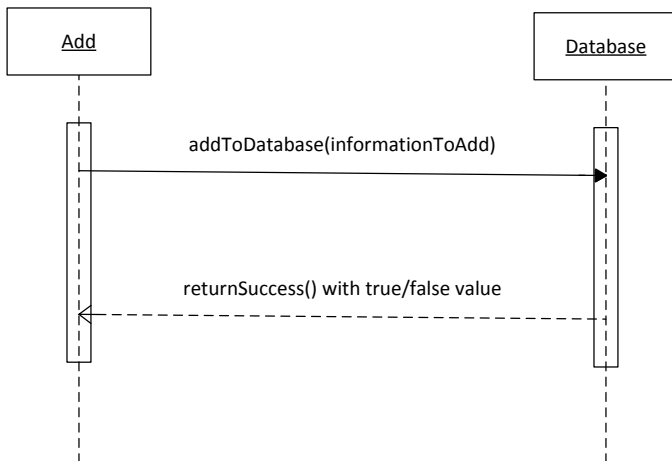 Add
Database
addToDatabase(informationToAdd)
returnSuccess() with true/false value